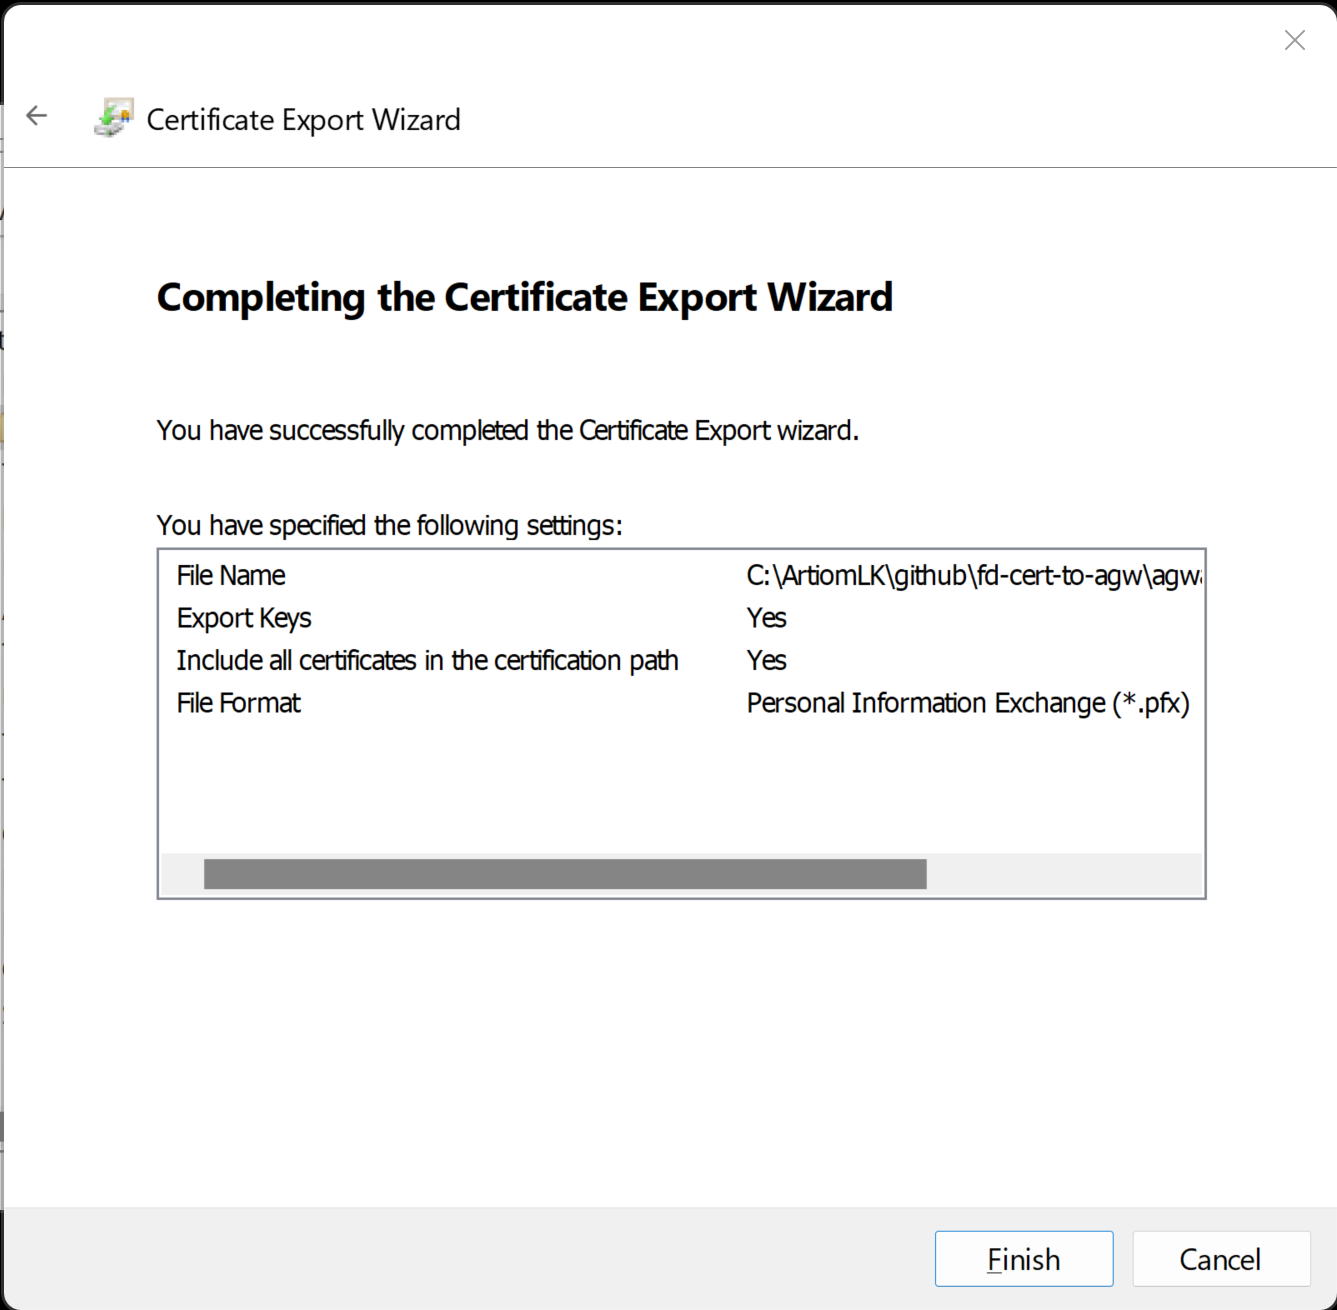 Certificate Export Wizard
Completing the Certificate Export Wizard
You have successfully completed the Certificate Export wizard.
You have specified the following settings:
File Name C:\ArtiomLK\github\fd-cert-to-agw\agw
Export Keys Yes
Include all certificates in the certification path Yes
File Format Personal Information Exchange (*.pfx)
Finish Cancel